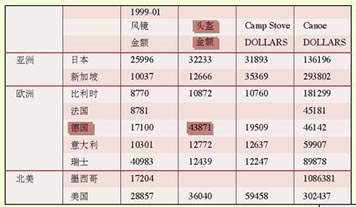 1999-01
风镜 头盔 Camp Stove Canoe
金额 金额 DOLLARS DOLLARS
亚洲 日本 25996 32233 31893 136196
新加坡 10037 12666 35369 293802
欧洲 比利时 8770 10872 10760 181299
法国 8781 45181
德国 17100 43871 19509 46142
意大利 10301 12772 12637 59907
瑞士 40983 12439 12247 89878
北美 墨西哥 17204 1086381
美国 28857 36040 59458 302437